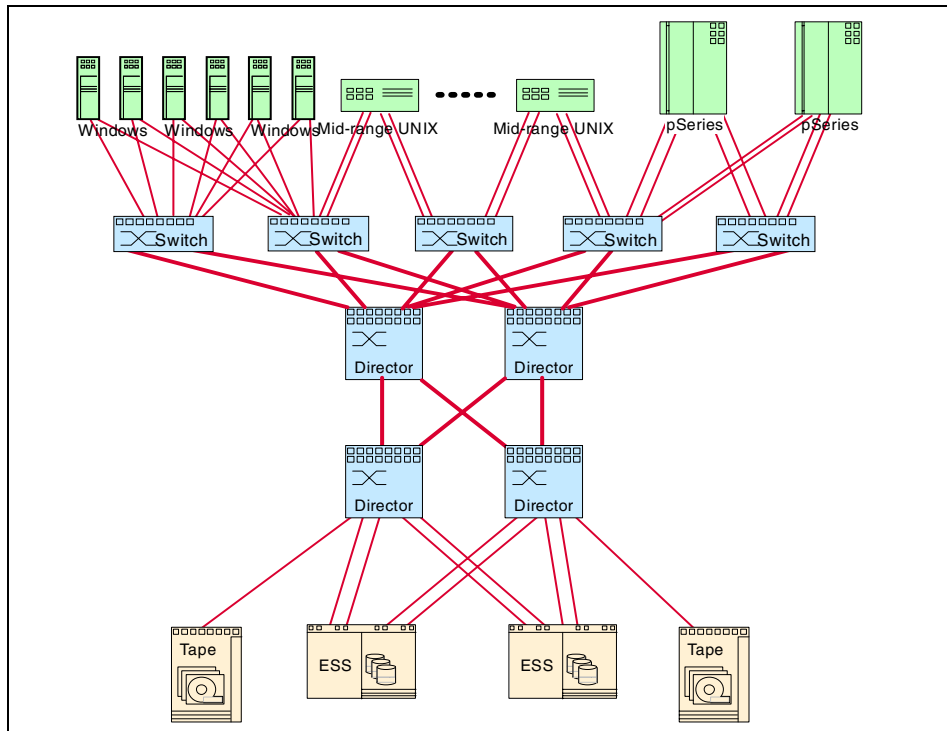 Windows Windows Windows Mid-range UNIX Mid-range UNIX pSeries pSeries
Switch Switch Switch Switch Switch
Director Director
Director Director
Tape ESS ESS Tape